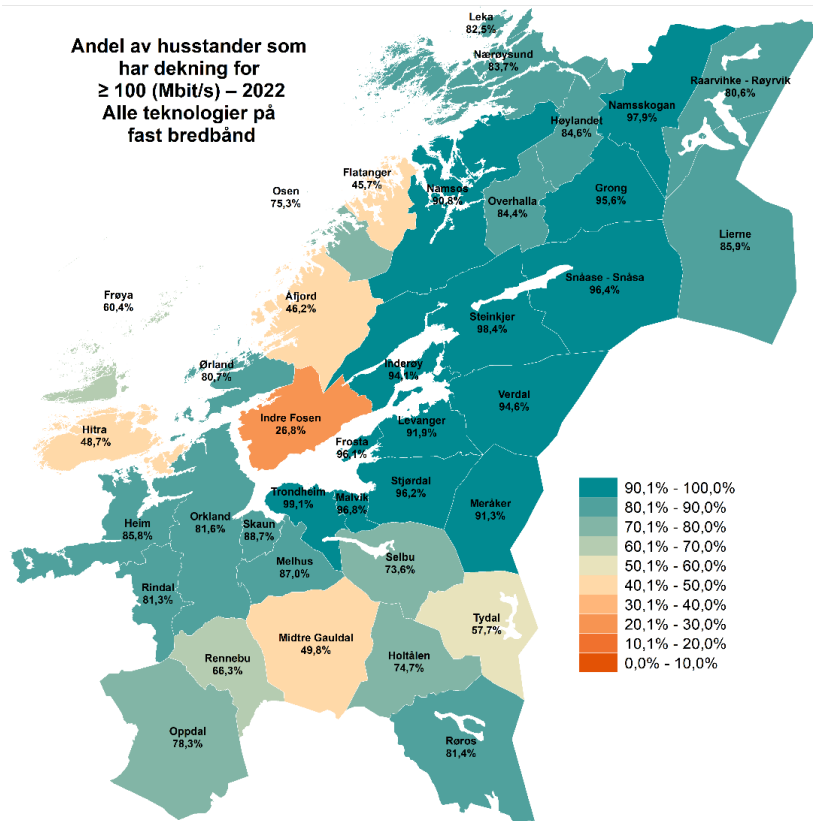 Andel av husstander som
har dekning for
≥ 100 (Mbit/s) – 2022
Alle teknologier på
fast bredbånd
Leka
82,5%
Nærøysund
83,7%
Raarvihke - Røyrvik
80,6%
Namsskogan
97,9%
Høylandet
84,6%
Flatanger
45,7%
Osen
75,3%
Namsos
90,8%
Overhalla
84,4%
Grong
95,6%
Lierne
85,9%
Snåase - Snåsa
96,4%
Frøya
60,4%
Åfjord
46,2%
Steinkjer
98,4%
Ørland
80,7%
Inderøy
94,1%
Verdal
94,6%
Hitra
48,7%
Indre Fosen
26,8%
Levanger
91,9%
Frosta
96,1%
Stjørdal
96,2%
Trondheim
99,1%
Malvik
96,8%
Meråker
91,3%
Heim
85,8%
Orkland
81,6%
Skaun
88,7%
Melhus
87,0%
Selbu
73,6%
Rindal
81,3%
Tydal
57,7%
Midtre Gauldal
49,8%
Holtålen
74,7%
Rennebu
66,3%
Oppdal
78,3%
Røros
81,4%
90,1% - 100,0%
80,1% - 90,0%
70,1% - 80,0%
60,1% - 70,0%
50,1% - 60,0%
40,1% - 50,0%
30,1% - 40,0%
20,1% - 30,0%
10,1% - 20,0%
0,0% - 10,0%